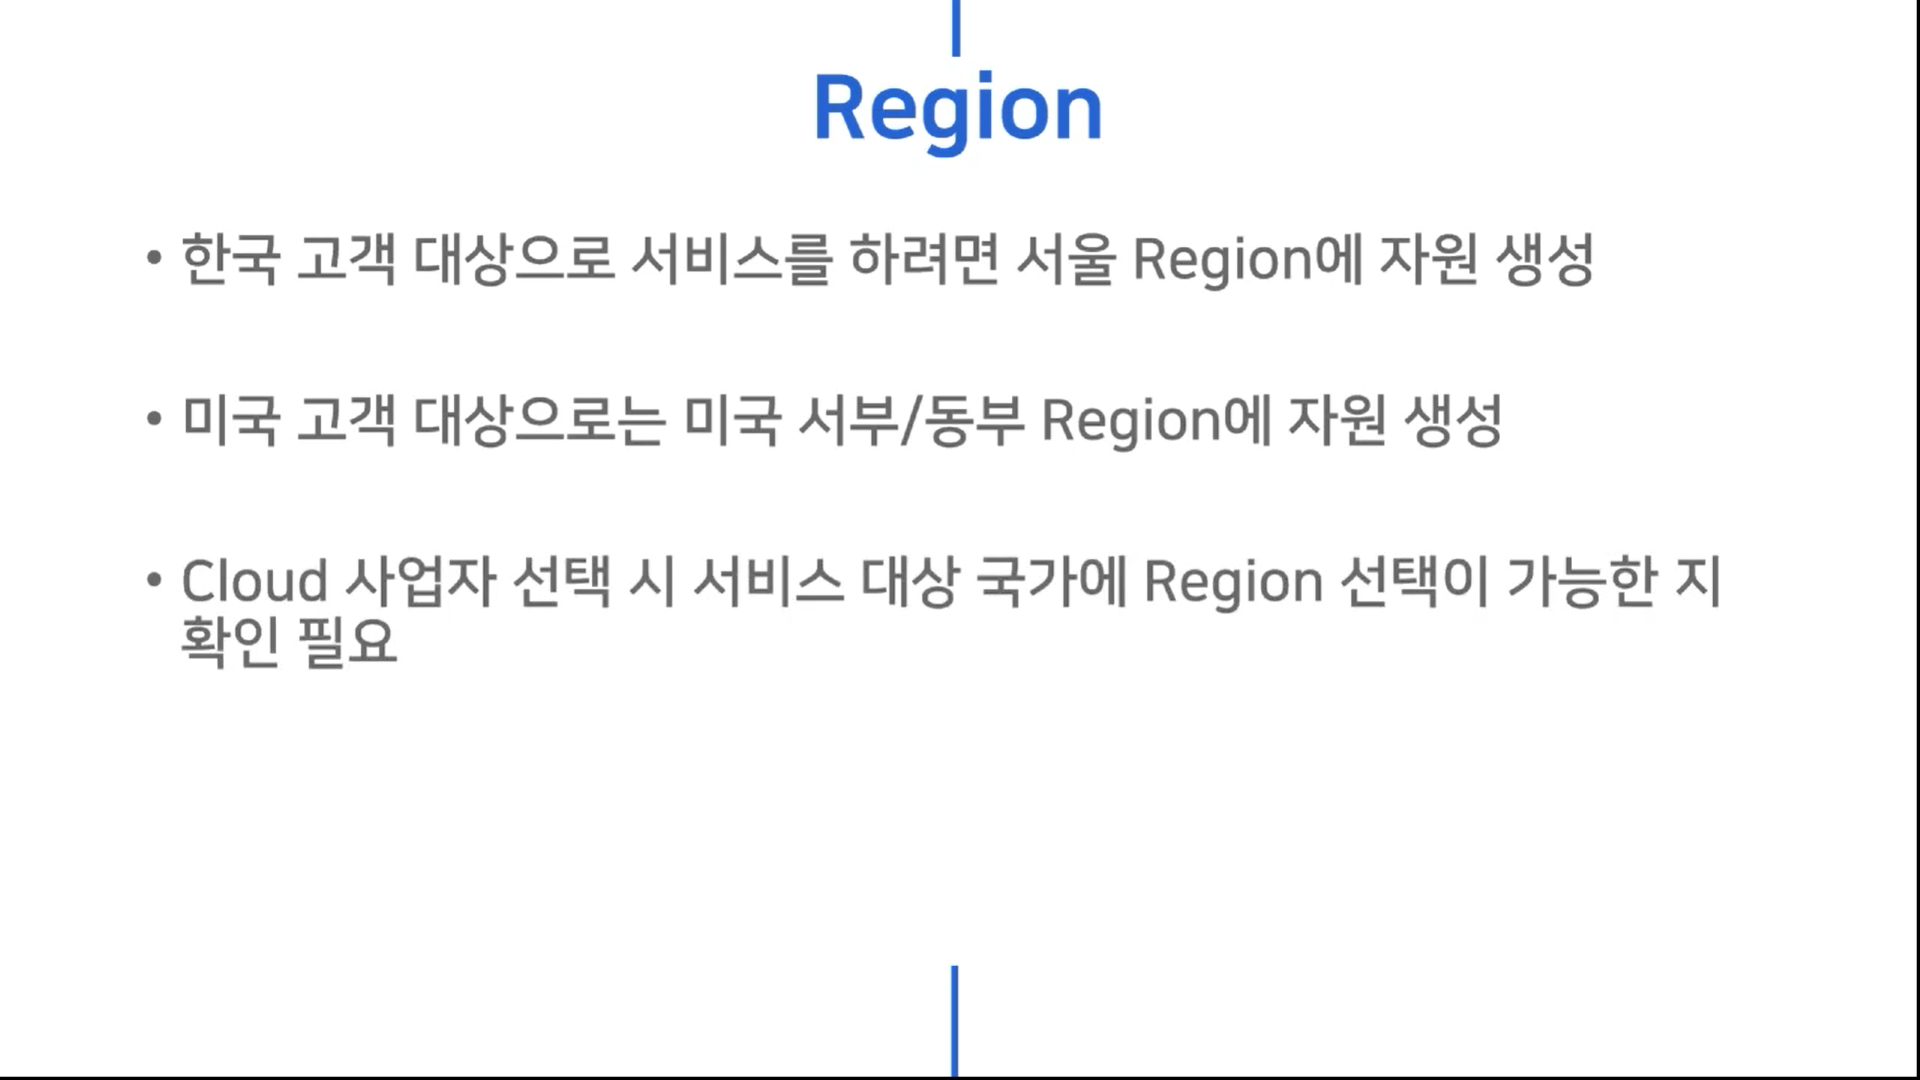 Region
• 한국 고객 대상으로 서비스를 하려면 서울 Region에 자원 생성
• 미국 고객 대상으로는 미국 서부/동부 Region에 자원 생성
• Cloud 사업자 선택 시 서비스 대상 국가에 Region 선택이 가능한 지
확인 필요